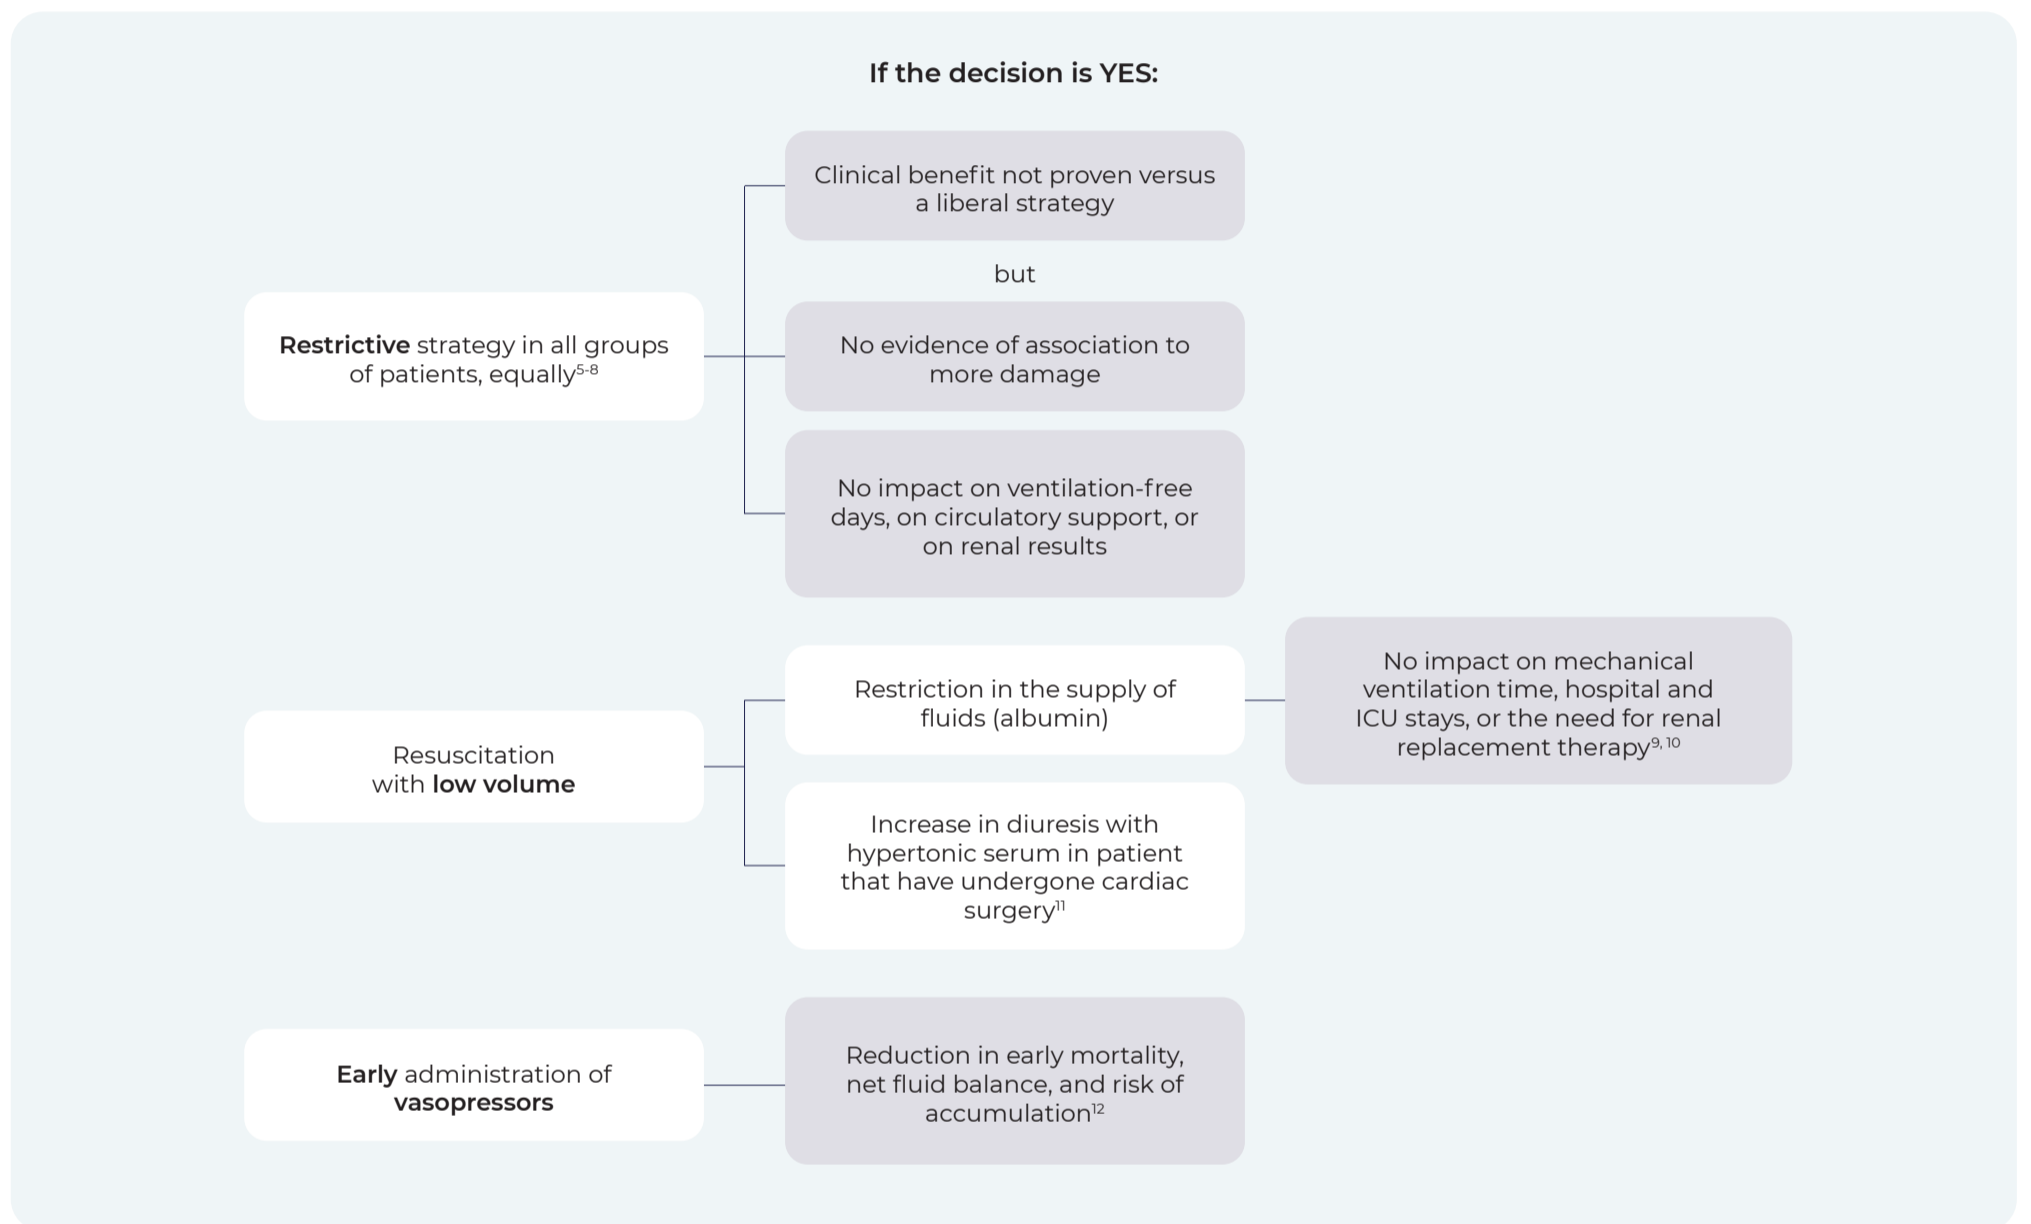 If the decision is YES:
Clinical benefit not proven versus
a liberal strategy
but
Restrictive strategy in all groups
of patients, equally5-8
No evidence of association to
more damage
No impact on ventilation-free
days, on circulatory support, or
on renal results
Resuscitation
with low volume
Restriction in the supply of
fluids (albumin)
No impact on mechanical
ventilation time, hospital and
ICU stays, or the need for renal
replacement therapy9, 10
Increase in diuresis with
hypertonic serum in patient
that have undergone cardiac
surgery11
Early administration of
vasopressors
Reduction in early mortality,
net fluid balance, and risk of
accumulation12